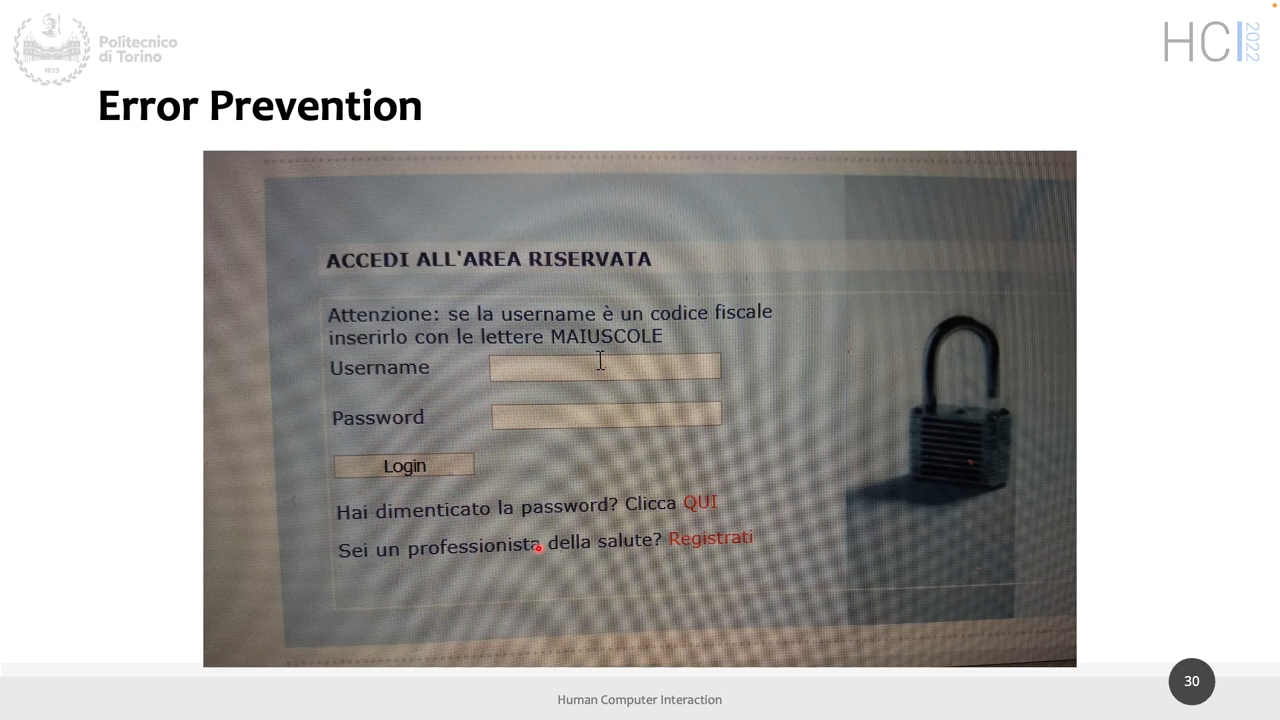 Politecnico
di Torino
1859
HCI
2022
Error Prevention
ACCEDI ALL'AREA RISERVATA
Attenzione: se la username è un codice fiscale
inserirlo con le lettere MAIUSCOLE
Username
Password
Login
Hai dimenticato la password? Clicca QUI
Sei un professionista della salute? Registrati
Human Computer Interaction
30